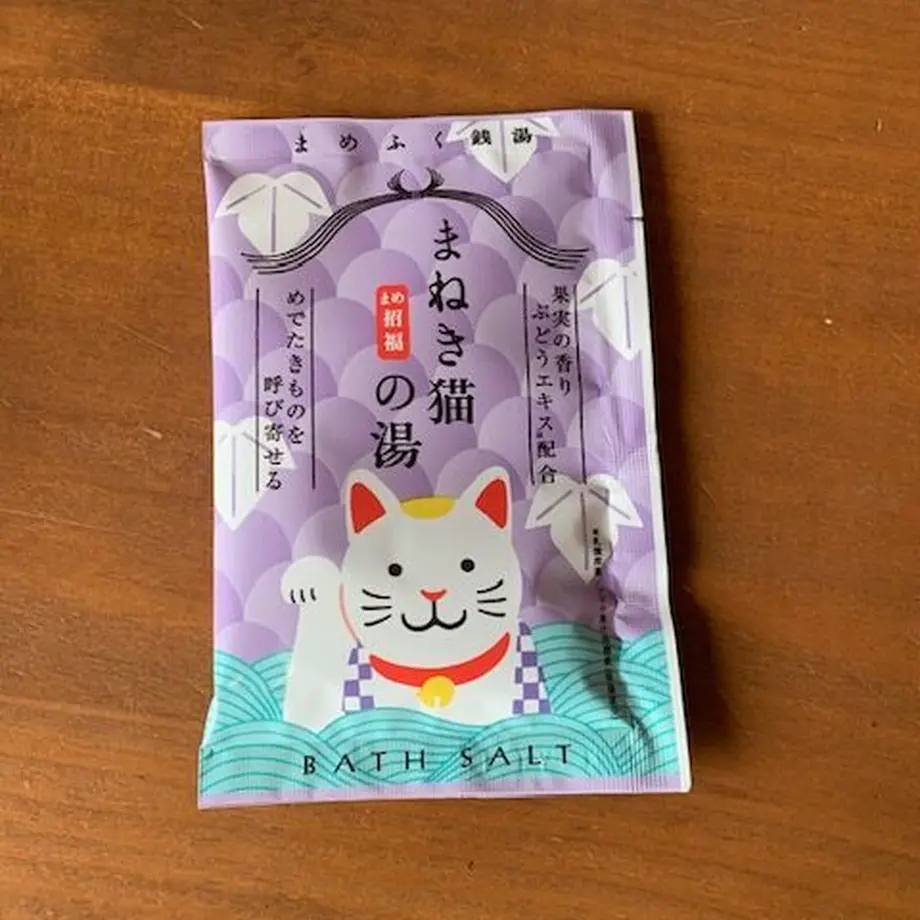 まめふく銭湯
果実の香り
ぶどうエキス*配合
まねき猫
まめ
招福
の湯
めでたきものを
呼び寄せる
BATH SALT